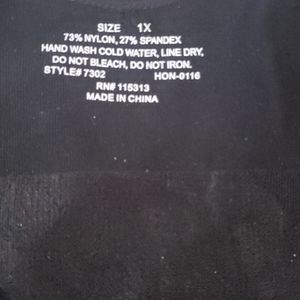 SIZE 1X
73% NYLON, 27% SPANDEX
HAND WASH COLD WATER, LINE DRY,
DO NOT BLEACH, DO NOT IRON.
STYLE# 7302 HON-0116
RN# 115313
MADE IN CHINA